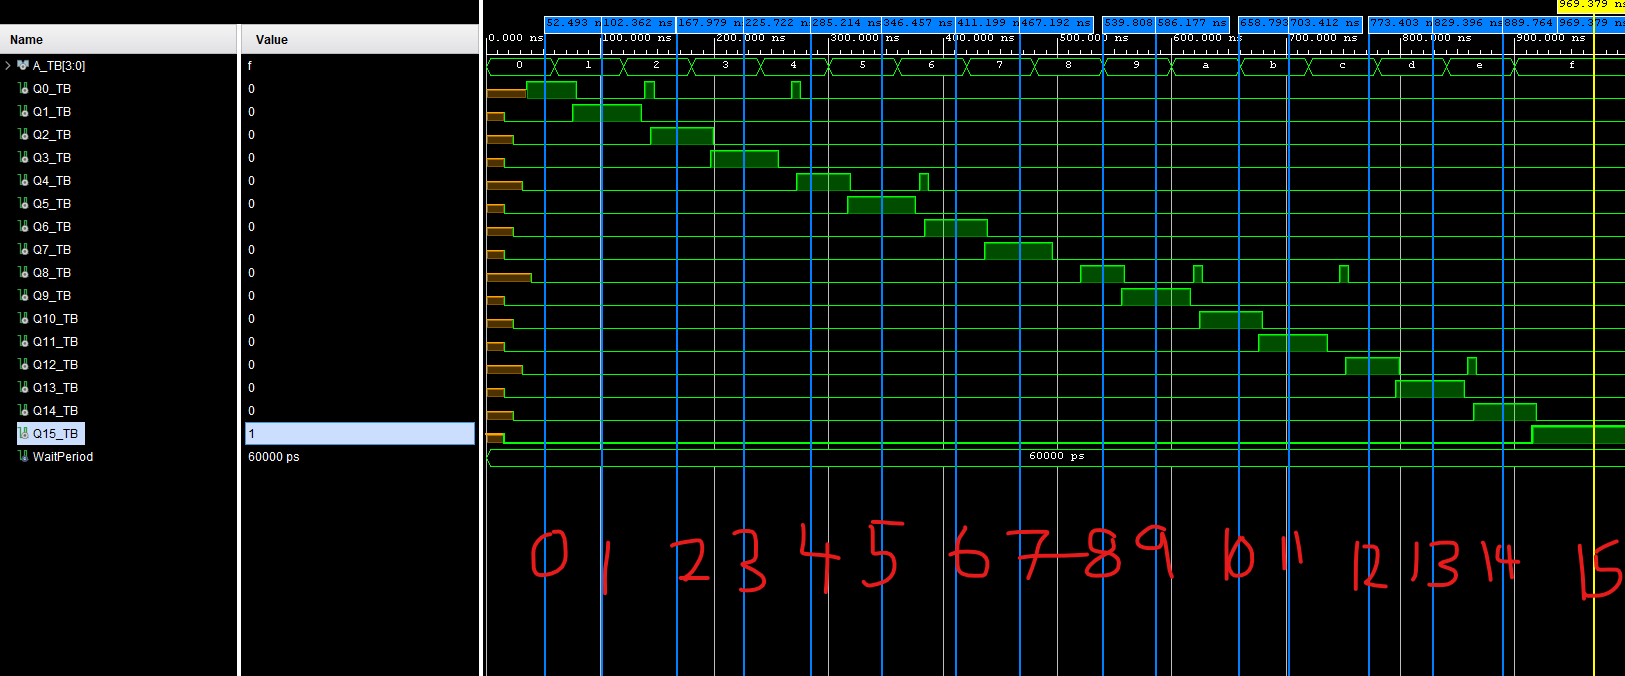 969.379 ns
52.493 n 102.362 ns 167.979 n 225.722 n 285.214 ns 346.457 ns 411.199 ns 467.192 ns 539.808 586.177 ns 658.793 703.412 ns 773.403 n 829.396 ns 889.764 969.379 ns
Name Value
0.000 ns 100.000 ns 200.000 ns 300.000 ns 400.000 ns 500.000 600.000 ns 700.000 ns 800.000 ns 900.000 ns
A_TB[3:0] f 0 1 2 3 4 5 6 7 8 9 a b c d e f
Q0_TB 0
Q1_TB 0
Q2_TB 0
Q3_TB 0
Q4_TB 0
Q5_TB 0
Q6_TB 0
Q7_TB 0
Q8_TB 0
Q9_TB 0
Q10_TB 0
Q11_TB 0
Q12_TB 0
Q13_TB 0
Q14_TB 0
Q15_TB 1
WaitPeriod 60000 ps 60000 ps
0 1 2 3 4 5 6 7 8 9 10 11 12 13 14 15